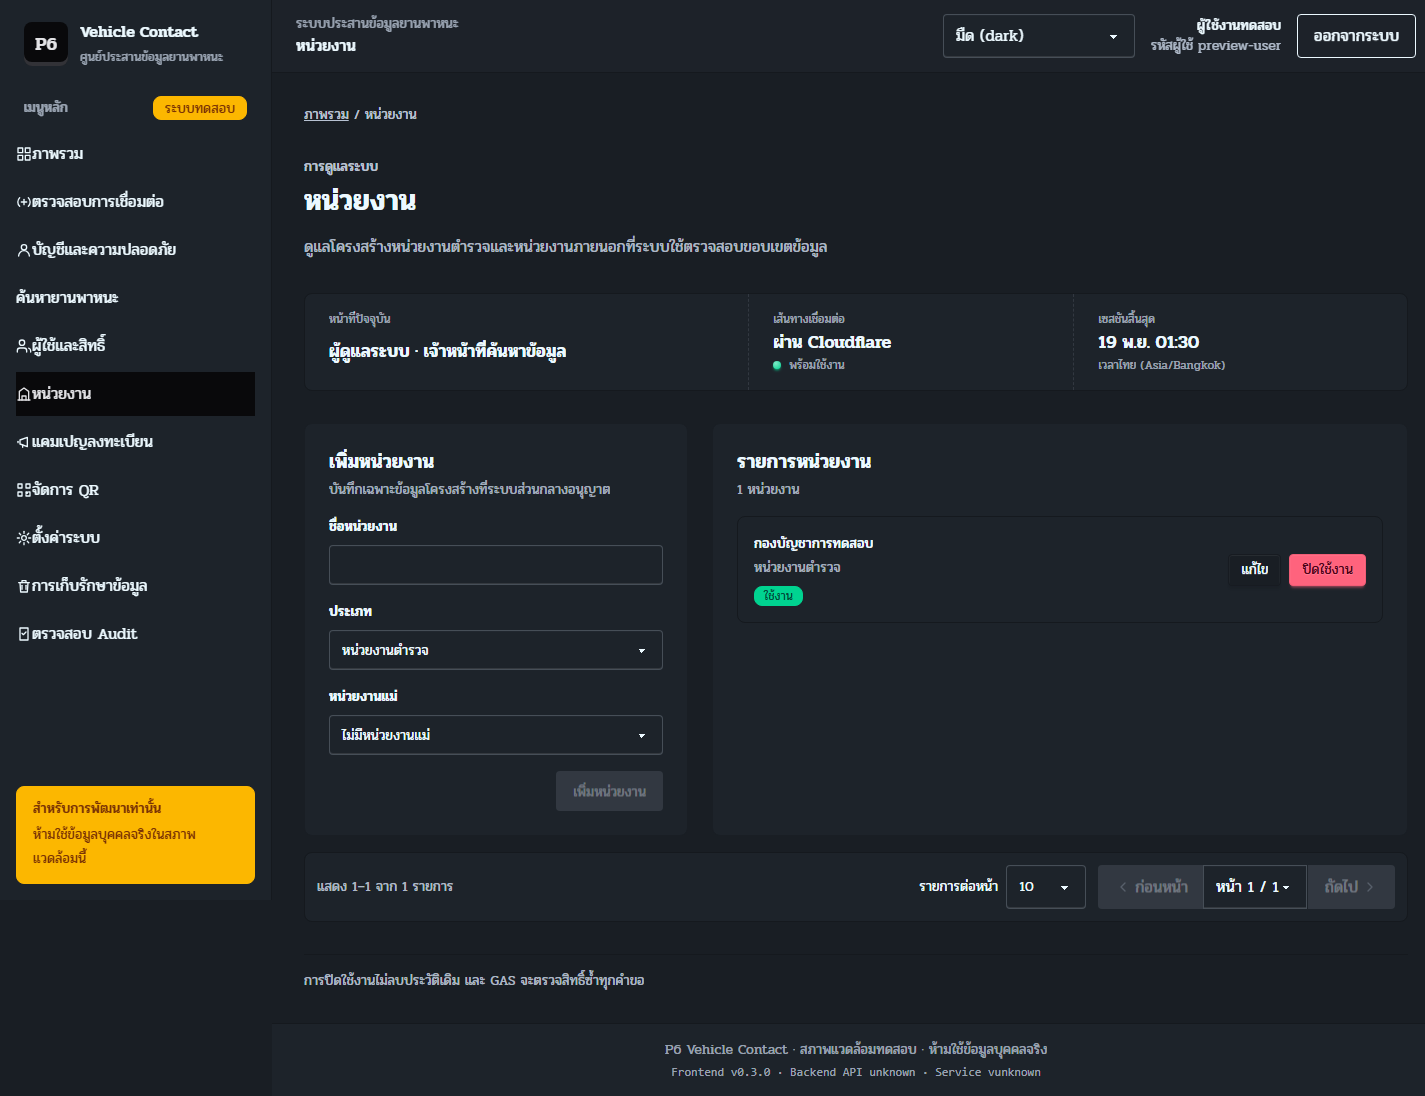 P6
Vehicle Contact
ศูนย์ประสานข้อมูลยานพาหนะ
เมนูหลัก
ระบบทดสอบ
ภาพรวม
ตรวจสอบการเชื่อมต่อ
บัญชีและความปลอดภัย
ค้นหายานพาหนะ
ผู้ใช้และสิทธิ์
หน่วยงาน
แคมเปญลงทะเบียน
จัดการ QR
ตั้งค่าระบบ
การเก็บรักษาข้อมูล
ตรวจสอบ Audit
สำหรับการพัฒนาเท่านั้น
ห้ามใช้ข้อมูลบุคคลจริงในสภาพ
แวดล้อมนี้
ระบบประสานข้อมูลยานพาหนะ
หน่วยงาน
มืด (dark)
ผู้ใช้งานทดสอบ
รหัสผู้ใช้ preview-user
ออกจากระบบ
ภาพรวม / หน่วยงาน
การดูแลระบบ
หน่วยงาน
ดูแลโครงสร้างหน่วยงานตำรวจและหน่วยงานภายนอกที่ระบบใช้ตรวจสอบขอบเขตข้อมูล
หน้าที่ปัจจุบัน
ผู้ดูแลระบบ · เจ้าหน้าที่ค้นหาข้อมูล
เส้นทางเชื่อมต่อ
ผ่าน Cloudflare
พร้อมใช้งาน
เซสชันสิ้นสุด
19 พ.ย. 01:30
เวลาไทย (Asia/Bangkok)
เพิ่มหน่วยงาน
บันทึกเฉพาะข้อมูลโครงสร้างที่ระบบส่วนกลางอนุญาต
ชื่อหน่วยงาน
ประเภท
หน่วยงานตำรวจ
หน่วยงานแม่
ไม่มีหน่วยงานแม่
เพิ่มหน่วยงาน
รายการหน่วยงาน
1 หน่วยงาน
กองบัญชาการทดสอบ
หน่วยงานตำรวจ
ใช้งาน
แก้ไข
ปิดใช้งาน
แสดง 1–1 จาก 1 รายการ
รายการต่อหน้า
10
ก่อนหน้า
หน้า 1 / 1
ถัดไป
การปิดใช้งานไม่ลบประวัติเดิม และ GAS จะตรวจสิทธิ์ซ้ำทุกคำขอ
P6 Vehicle Contact · สภาพแวดล้อมทดสอบ · ห้ามใช้ข้อมูลบุคคลจริง
Frontend v0.3.0 · Backend API unknown · Service vunknown